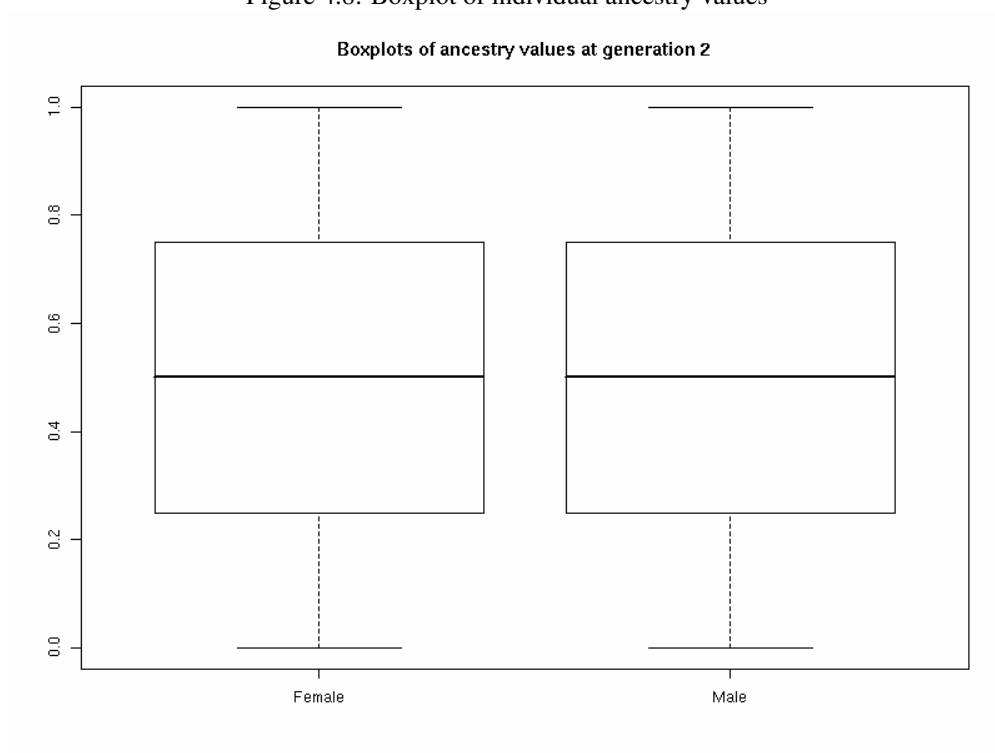 Figure 4.8: Boxplot of individual ancestry values
Boxplots of ancestry values at generation 2
1.0
0.8
0.6
0.4
0.2
0.0
Female
Male